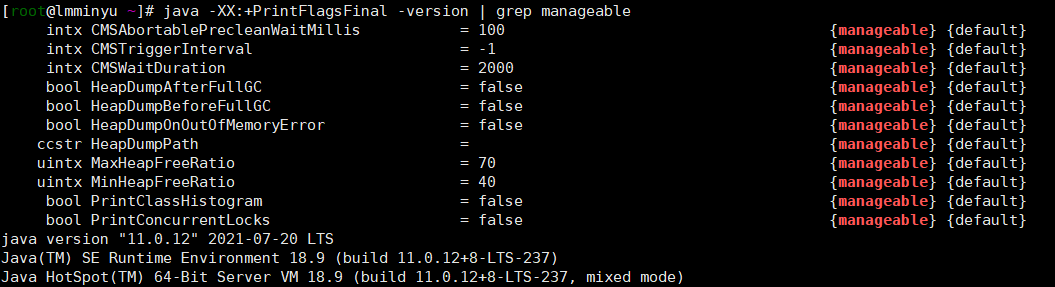 [root@lmminyu ~]# java -XX:+PrintFlagsFinal -version | grep manageable
     intx CMSAbortablePrecleanWaitMillis           = 100                                    {manageable} {default}
     intx CMSTriggerInterval                       = -1                                     {manageable} {default}
     intx CMSWaitDuration                          = 2000                                   {manageable} {default}
     bool HeapDumpAfterFullGC                      = false                                  {manageable} {default}
     bool HeapDumpBeforeFullGC                     = false                                  {manageable} {default}
     bool HeapDumpOnOutOfMemoryError               = false                                  {manageable} {default}
    ccstr HeapDumpPath                             =                                        {manageable} {default}
    uintx MaxHeapFreeRatio                         = 70                                     {manageable} {default}
    uintx MinHeapFreeRatio                         = 40                                     {manageable} {default}
     bool PrintClassHistogram                      = false                                  {manageable} {default}
     bool PrintConcurrentLocks                     = false                                  {manageable} {default}
java version "11.0.12" 2021-07-20 LTS
Java(TM) SE Runtime Environment 18.9 (build 11.0.12+8-LTS-237)
Java HotSpot(TM) 64-Bit Server VM 18.9 (build 11.0.12+8-LTS-237, mixed mode)